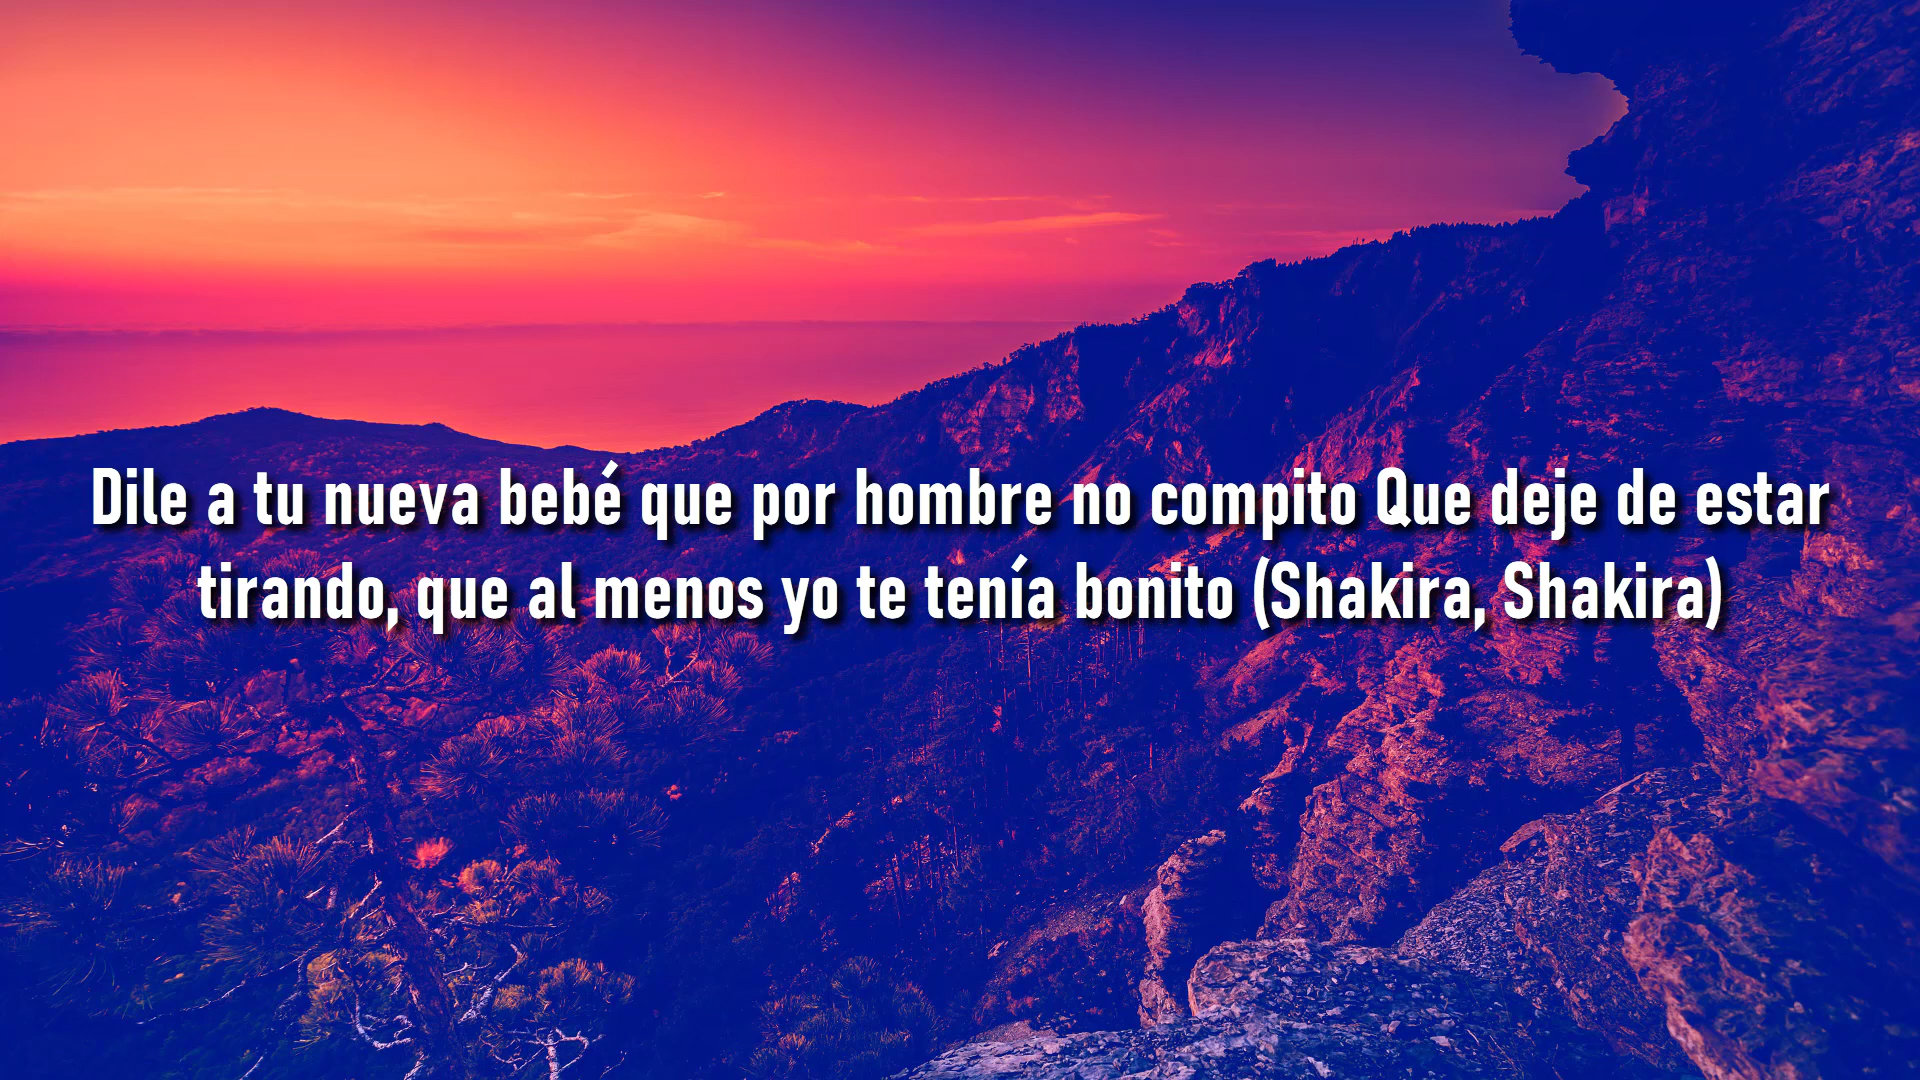 Dile a tu nueva bebé que por hombre no compito Que deje de estar
tirando, que al menos yo te tenía bonito (Shakira, Shakira)